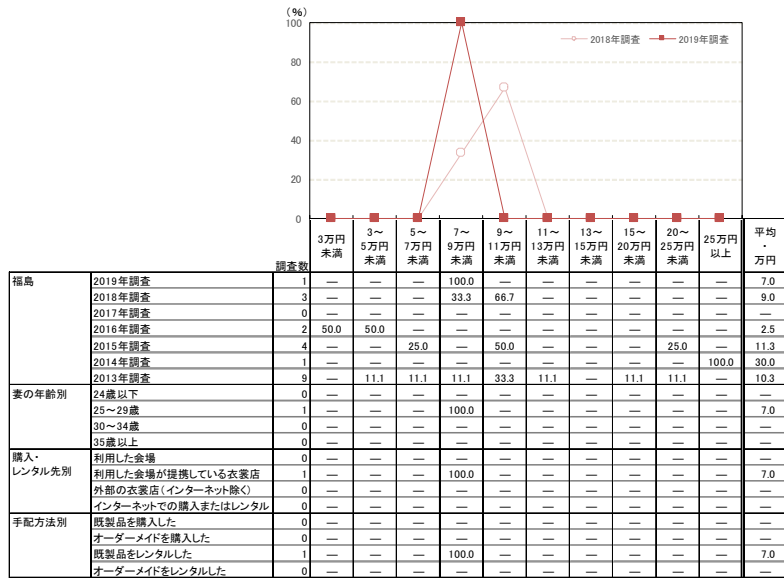 (%)
100
80
60
40
20
0
2018年調査 2019年調査
調査数 3万円未満 3～5万円未満 5～7万円未満 7～9万円未満 9～11万円未満 11～13万円未満 13～15万円未満 15～20万円未満 20～25万円未満 25万円以上 平均・万円
福島 2019年調査 1 — — — 100.0 — — — — — — 7.0
2018年調査 3 — — — 33.3 66.7 — — — — — 9.0
2017年調査 0 — — — — — — — — — — —
2016年調査 2 50.0 50.0 — — — — — — — — 2.5
2015年調査 4 — — 25.0 — 50.0 — — — 25.0 — 11.3
2014年調査 1 — — — — — — — — — 100.0 30.0
2013年調査 9 — 11.1 11.1 11.1 33.3 11.1 — 11.1 11.1 — 10.3
妻の年齢別 24歳以下 0 — — — — — — — — — — —
25～29歳 1 — — — 100.0 — — — — — — 7.0
30～34歳 0 — — — — — — — — — — —
35歳以上 0 — — — — — — — — — — —
購入・レンタル先別 利用した会場 0 — — — — — — — — — — —
利用した会場が提携している衣裳店 1 — — — 100.0 — — — — — — 7.0
外部の衣裳店（インターネット除く） 0 — — — — — — — — — — —
インターネットでの購入またはレンタル 0 — — — — — — — — — — —
手配方法別 既製品を購入した 0 — — — — — — — — — — —
オーダーメイドを購入した 0 — — — — — — — — — — —
既製品をレンタルした 1 — — — 100.0 — — — — — — 7.0
オーダーメイドをレンタルした 0 — — — — — — — — — — —